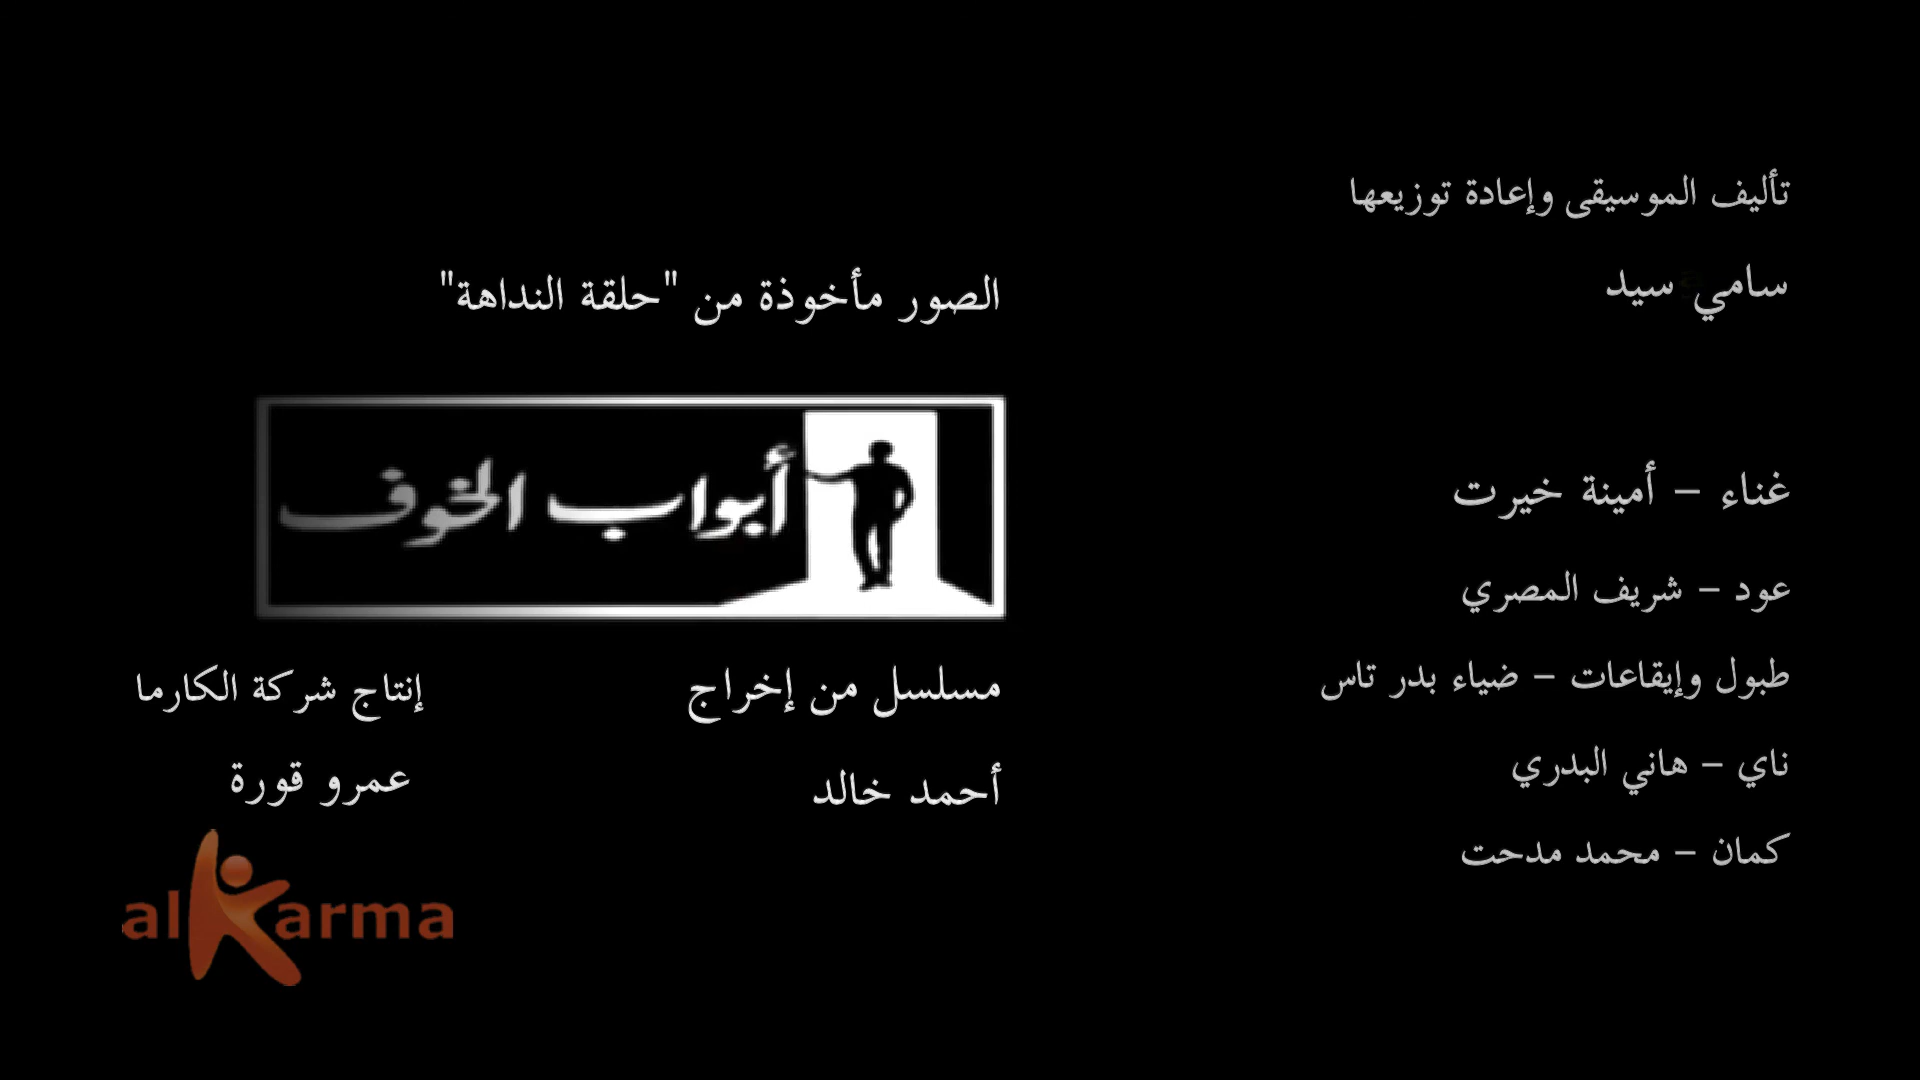 تأليف الموسيقى وإعادة توزيعها
سامي سيد
غناء – أمينة خيرت
عود – شريف المصري
طبول وإيقاعات – ضياء بدر تاس
ناي – هاني البدري
كمان – محمد مدحت
الصور مأخوذة من "حلقة النداهة"
أبواب الخوف
مسلسل من إخراج
أحمد خالد
إنتاج شركة الكارما
عمرو قورة
alKarma